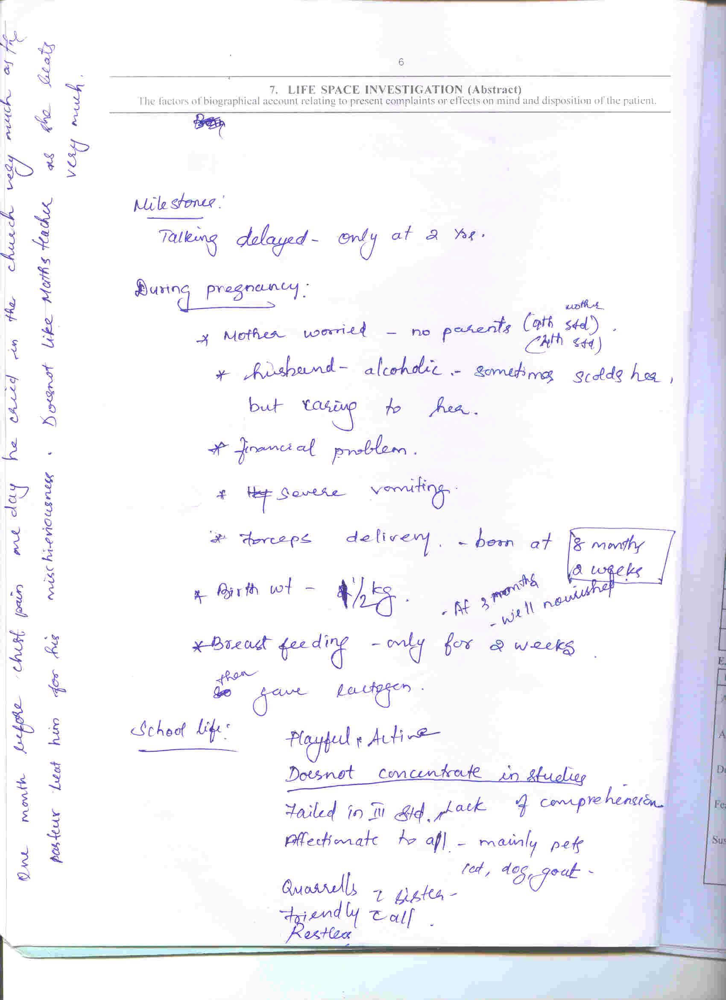 6
7. LIFE SPACE INVESTIGATION (Abstract)
The factors of biographical account relating to present complaints or effects on mind and disposition of the patient.
Milestones:
Talking delayed - only at 2 yrs.
During pregnancy:
mother
* Mother worried - no parents (9th std).
(4th std)
* husband - alcoholic - sometimes scolds her,
but caring to her.
* financial problem.
* severe vomiting.
* Forceps delivery. - born at 8 months
2 weeks
* Birth wt - 1 1/2 kg. - At 3 months
- well nourished
* Breast feeding - only for 2 weeks.
then
gave lactogen.
School life: Playful, Active
Doesnot concentrate in studies
Failed in III Std, Lack of comprehension
Affectionate to all - mainly pets
cat, dog, goat -
Quarrells c̄ sister -
Friendly c̄ all.
Restless
One month before chest pain one day he cried in the church very much as the
pasteur beat him for his mischieviousness. Doesnot like Maths teacher as she beats
very much.
E.
A
De
Fe
Sus